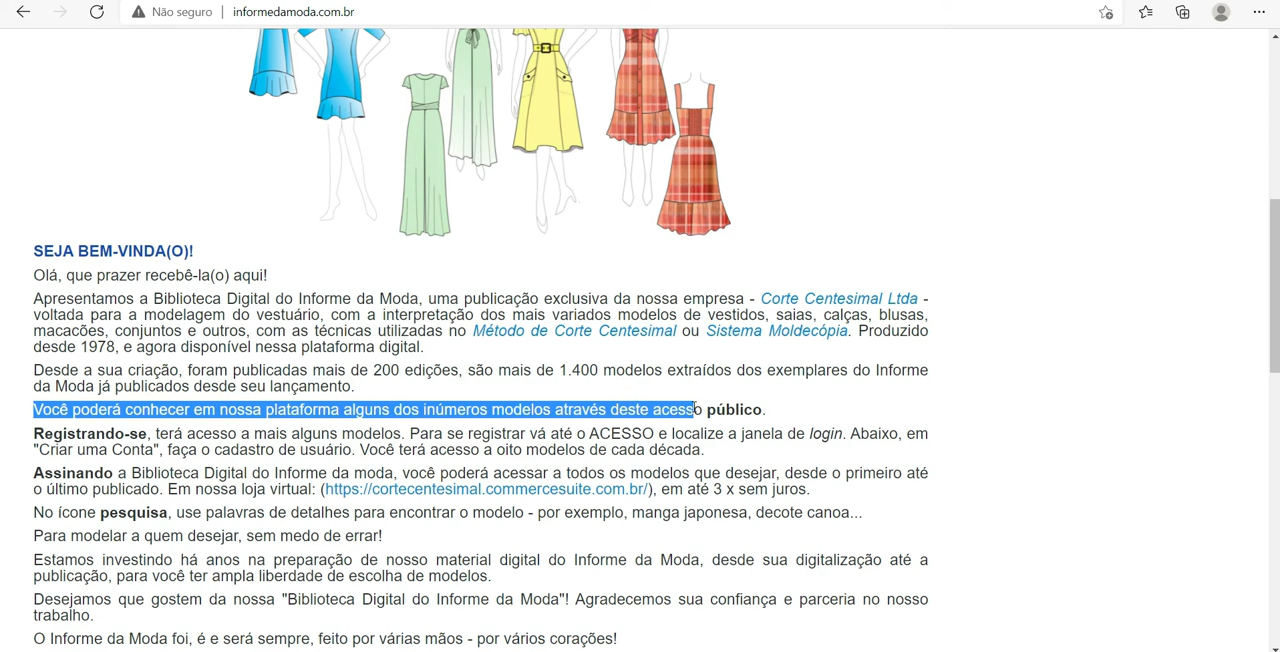 Não seguro | informedamoda.com.br
SEJA BEM-VINDA(O)!
Olá, que prazer recebê-la(o) aqui!
Apresentamos a Biblioteca Digital do Informe da Moda, uma publicação exclusiva da nossa empresa - Corte Centesimal Ltda -
voltada para a modelagem do vestuário, com a interpretação dos mais variados modelos de vestidos, saias, calças, blusas,
macacões, conjuntos e outros, com as técnicas utilizadas no Método de Corte Centesimal ou Sistema Moldecópia. Produzido
desde 1978, e agora disponível nessa plataforma digital.
Desde a sua criação, foram publicadas mais de 200 edições, são mais de 1.400 modelos extraídos dos exemplares do Informe
da Moda já publicados desde seu lançamento.
Você poderá conhecer em nossa plataforma alguns dos inúmeros modelos através deste acesso público.
Registrando-se, terá acesso a mais alguns modelos. Para se registrar vá até o ACESSO e localize a janela de login. Abaixo, em
"Criar uma Conta", faça o cadastro de usuário. Você terá acesso a oito modelos de cada década.
Assinando a Biblioteca Digital do Informe da moda, você poderá acessar a todos os modelos que desejar, desde o primeiro até
o último publicado. Em nossa loja virtual: (https://cortecentesimal.commercesuite.com.br/), em até 3 x sem juros.
No ícone pesquisa, use palavras de detalhes para encontrar o modelo - por exemplo, manga japonesa, decote canoa...
Para modelar a quem desejar, sem medo de errar!
Estamos investindo há anos na preparação de nosso material digital do Informe da Moda, desde sua digitalização até a
publicação, para você ter ampla liberdade de escolha de modelos.
Desejamos que gostem da nossa "Biblioteca Digital do Informe da Moda"! Agradecemos sua confiança e parceria no nosso
trabalho.
O Informe da Moda foi, é e será sempre, feito por várias mãos - por vários corações!